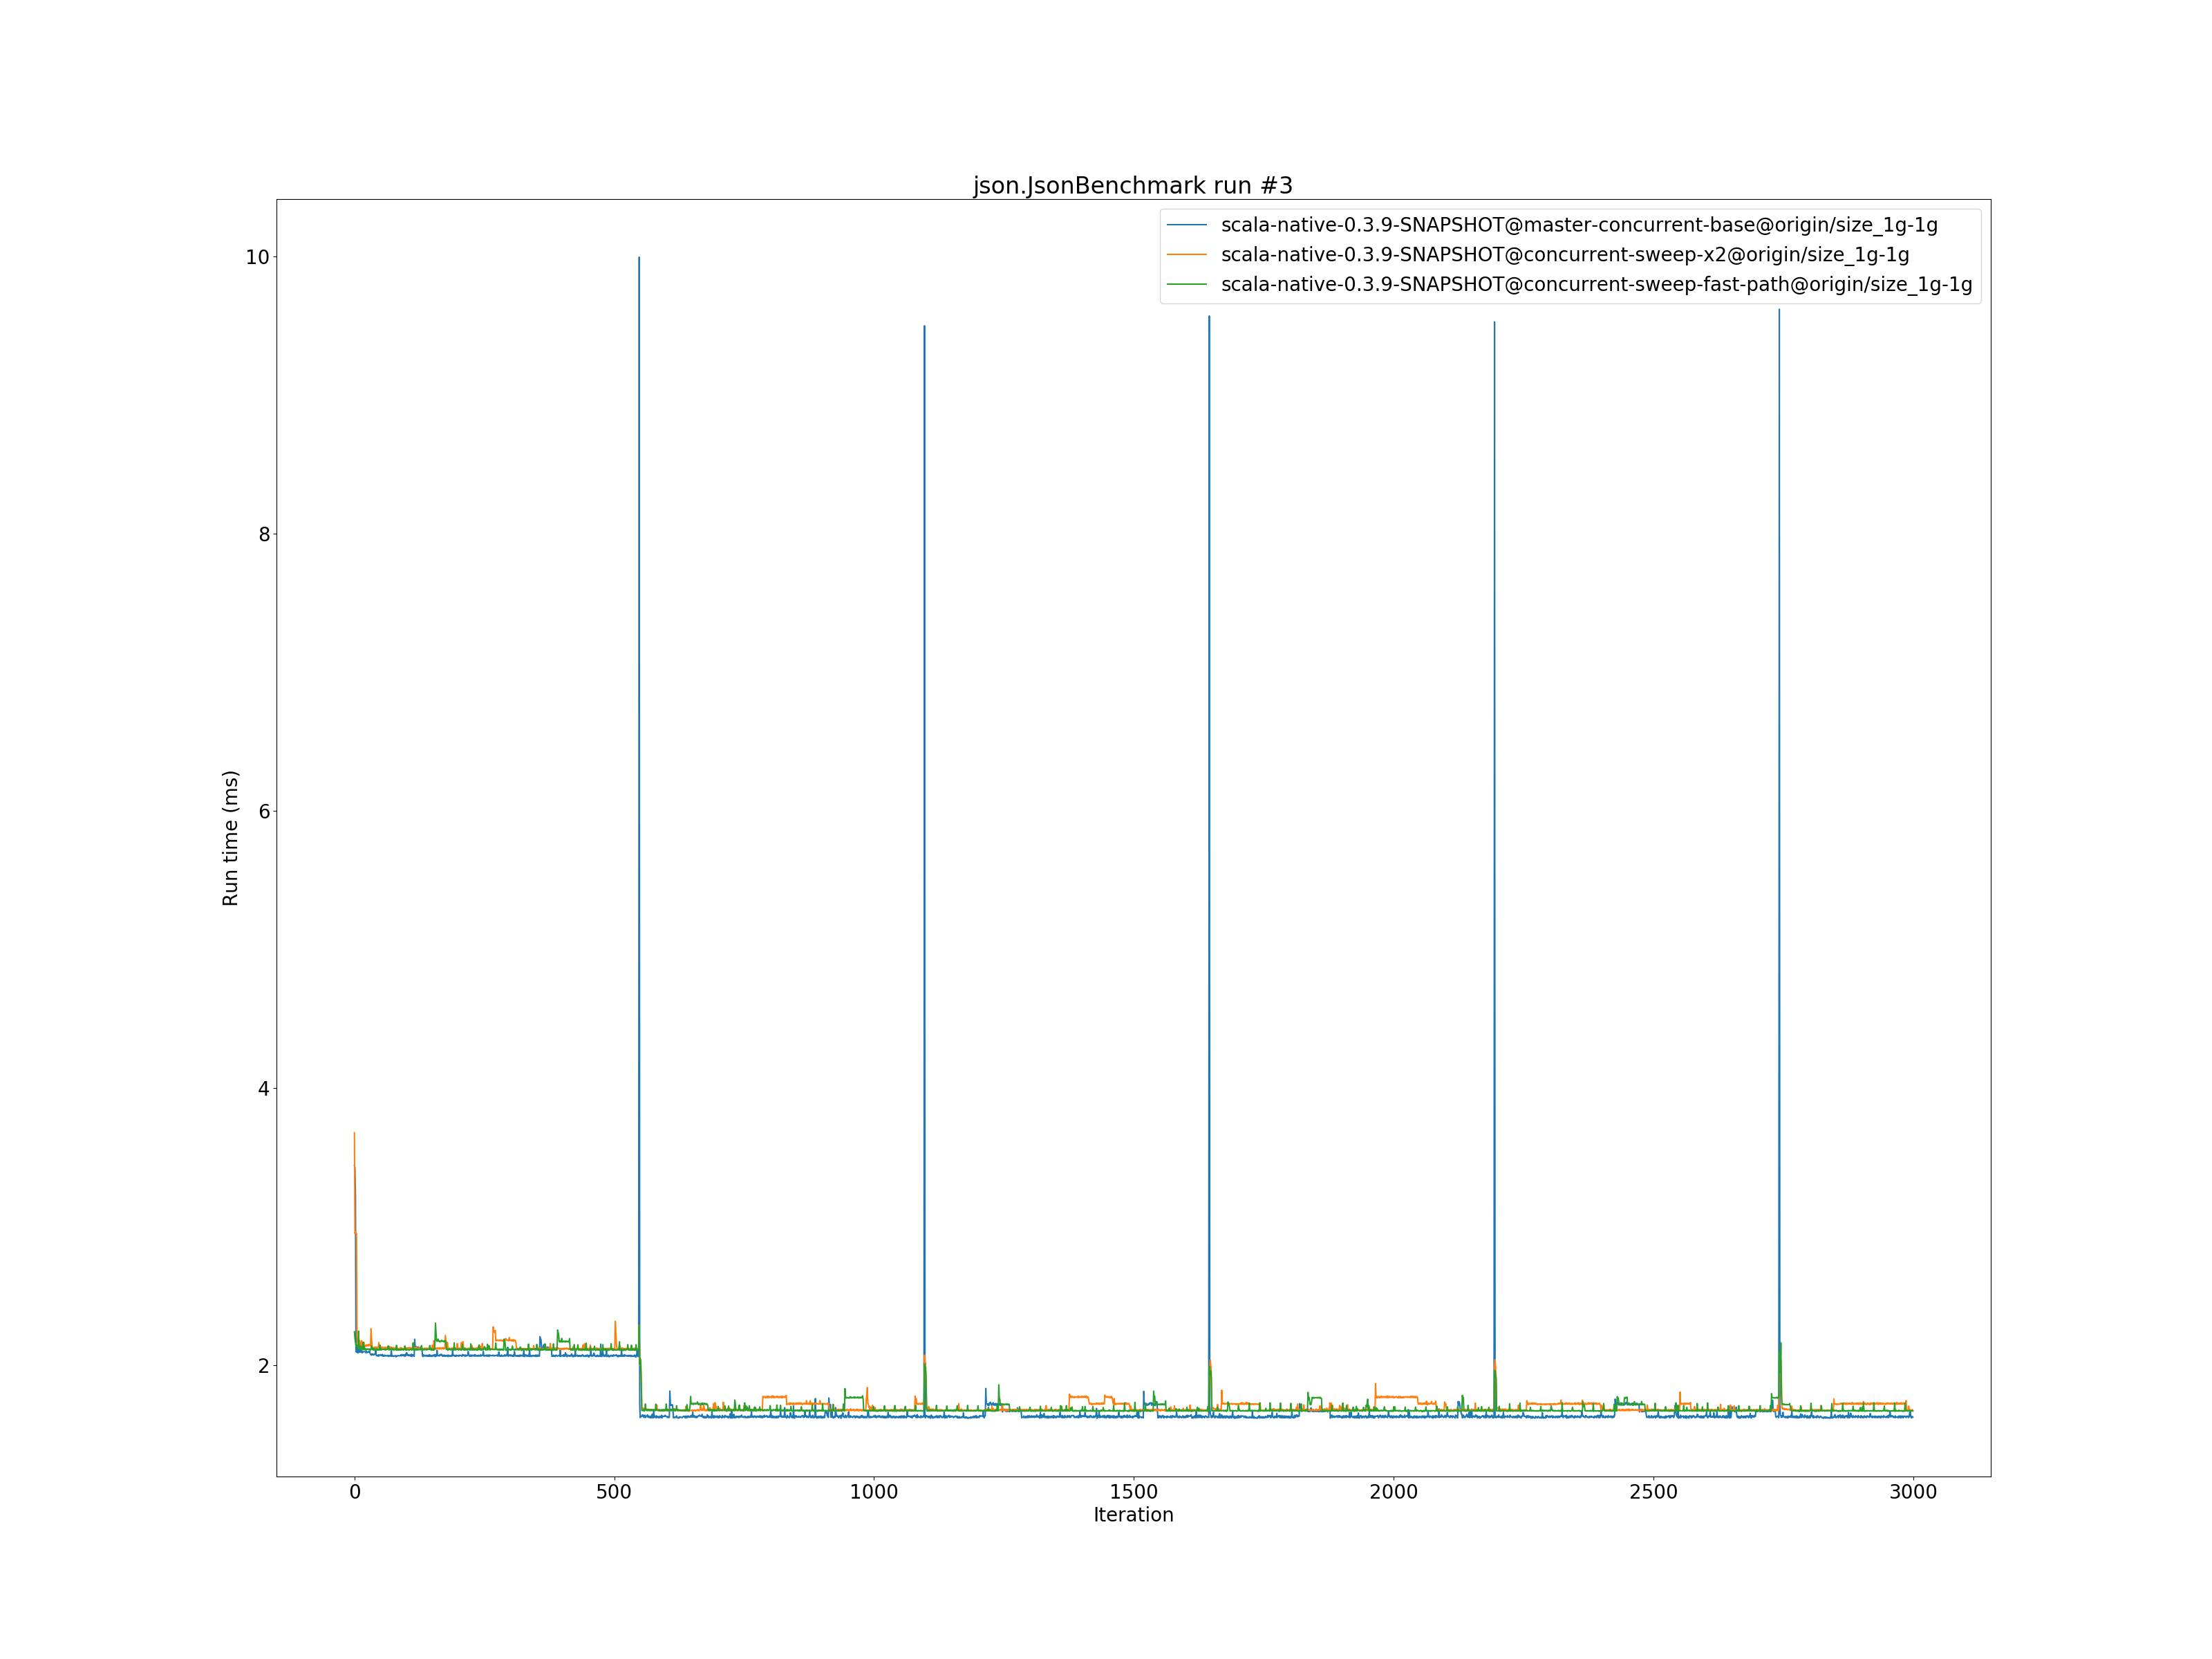 json.JsonBenchmark run #3
scala-native-0.3.9-SNAPSHOT@master-concurrent-base@origin/size_1g-1g
scala-native-0.3.9-SNAPSHOT@concurrent-sweep-x2@origin/size_1g-1g
scala-native-0.3.9-SNAPSHOT@concurrent-sweep-fast-path@origin/size_1g-1g
10
8
6
4
2
Run time (ms)
0 500 1000 1500 2000 2500 3000
Iteration